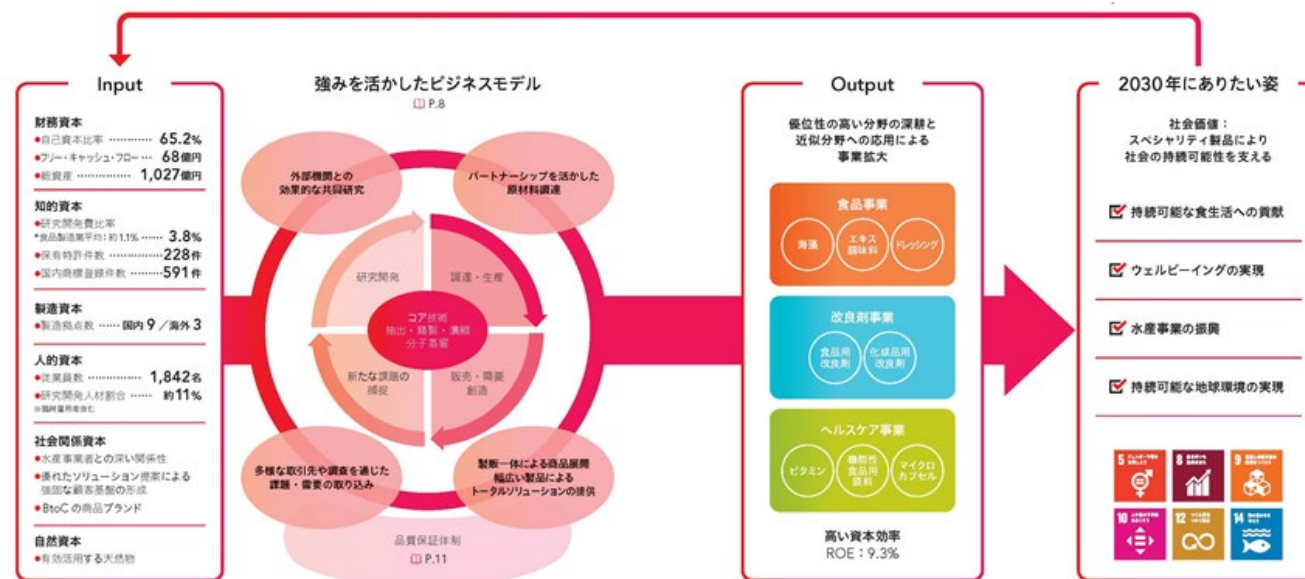 Input
財務資本
●自己資本比率 ………… 65.2%
●フリー・キャッシュ・フロー … 68億円
●総資産 …………… 1,027億円
知的資本
●研究開発費比率
*食品製造業平均：約1.1% …… 3.8%
●保有特許件数 ………… 228件
●国内商標登録件数 ………… 591件
製造資本
●製造拠点数 …… 国内 9 ／海外 3
人的資本
●従業員数 …………… 1,842名
●研究開発人材割合 …… 約11%
※臨時雇用者含む
社会関係資本
●水産事業者との深い関係性
●優れたソリューション提案による
強固な顧客基盤の形成
●BtoCの商品ブランド
自然資本
●有効活用する天然物
強みを活かしたビジネスモデル
P.8
外部機関との
効果的な共同研究
パートナーシップを活かした
原材料調達
研究開発
調達・生産
コア技術
抽出・精製・濃縮
分子蒸留
新たな課題の
捕捉
販売・需要
創造
多様な取引先や調査を通じた
課題・需要の取り込み
製販一体による商品展開
幅広い製品による
トータルソリューションの提供
品質保証体制
P.11
Output
優位性の高い分野の深耕と
近似分野への応用による
事業拡大
食品事業
海藻
エキス
調味料
ドレッシング
改良剤事業
食品用
改良剤
化成品用
改良剤
ヘルスケア事業
ビタミン
機能性
食品用
原料
マイクロ
カプセル
高い資本効率
ROE：9.3%
2030年にありたい姿
社会価値：
スペシャリティ製品により
社会の持続可能性を支える
持続可能な食生活への貢献
ウェルビーイングの実現
水産事業の振興
持続可能な地球環境の実現
5
8
9
10
12
14